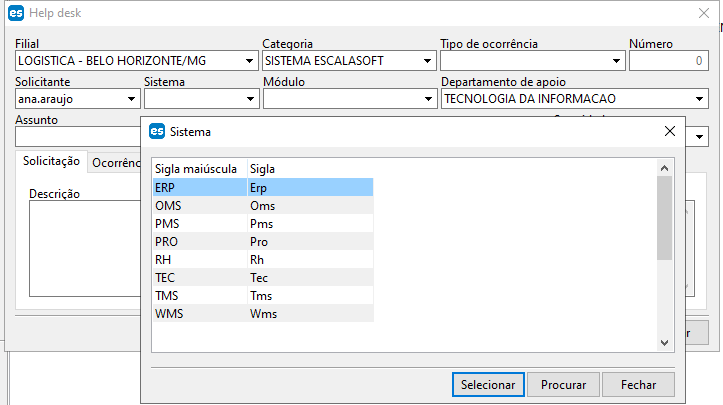 es Help desk
Filial Categoria Tipo de ocorrência Número
LOGISTICA - BELO HORIZONTE/MG SISTEMA ESCALASOFT 0
Solicitante Sistema Módulo Departamento de apoio
ana.araujo TECNOLOGIA DA INFORMACAO
Assunto
es Sistema
Solicitação Ocorrênc
Descrição
Sigla maiúscula Sigla
ERP Erp
OMS Oms
PMS Pms
PRO Pro
RH Rh
TEC Tec
TMS Tms
WMS Wms
Selecionar Procurar Fechar